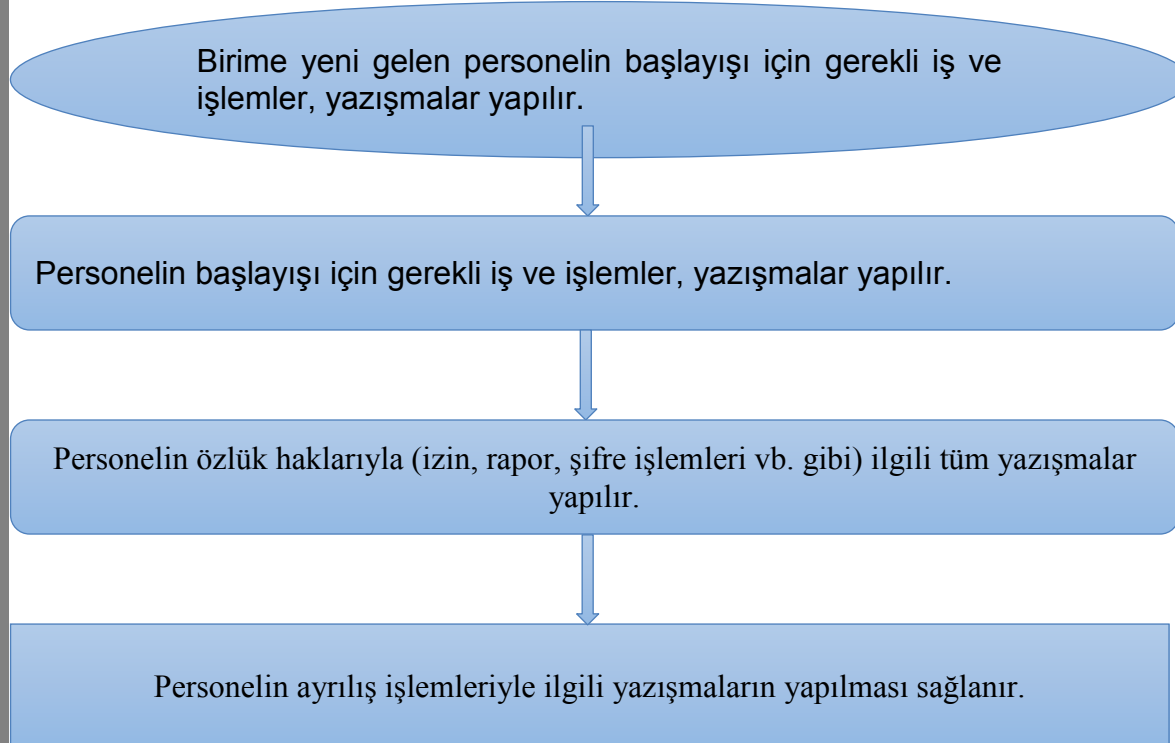 Birime yeni gelen personelin başlayışı için gerekli iş ve
işlemler, yazışmalar yapılır.
Personelin başlayışı için gerekli iş ve işlemler, yazışmalar yapılır.
Personelin özlük haklarıyla (izin, rapor, şifre işlemleri vb. gibi) ilgili tüm yazışmalar
yapılır.
Personelin ayrılış işlemleriyle ilgili yazışmaların yapılması sağlanır.